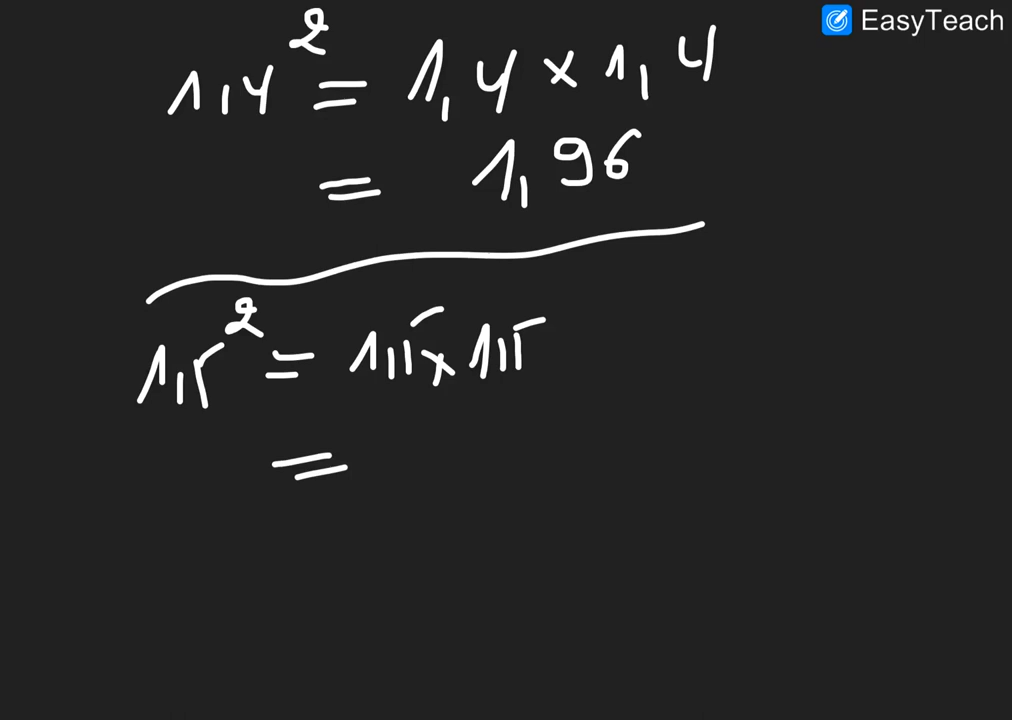 EasyTeach
1,4² = 1,4 × 1,4
= 1,96
1,5² = 1,5 × 1,5
=